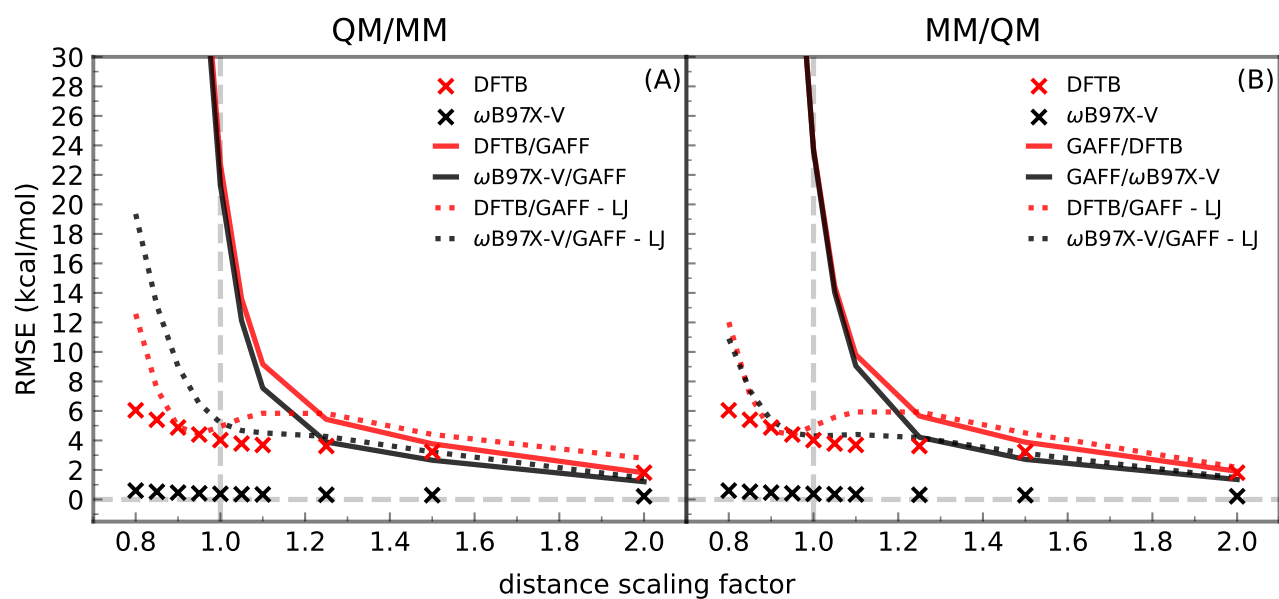 QM/MM
MM/QM
RMSE (kcal/mol)
30
28
26
24
22
20
18
16
14
12
10
8
6
4
2
0
(A)
DFTB
ωB97X-V
DFTB/GAFF
ωB97X-V/GAFF
DFTB/GAFF - LJ
ωB97X-V/GAFF - LJ
(B)
DFTB
ωB97X-V
GAFF/DFTB
GAFF/ωB97X-V
DFTB/GAFF - LJ
ωB97X-V/GAFF - LJ
0.8 1.0 1.2 1.4 1.6 1.8 2.0
0.8 1.0 1.2 1.4 1.6 1.8 2.0
distance scaling factor